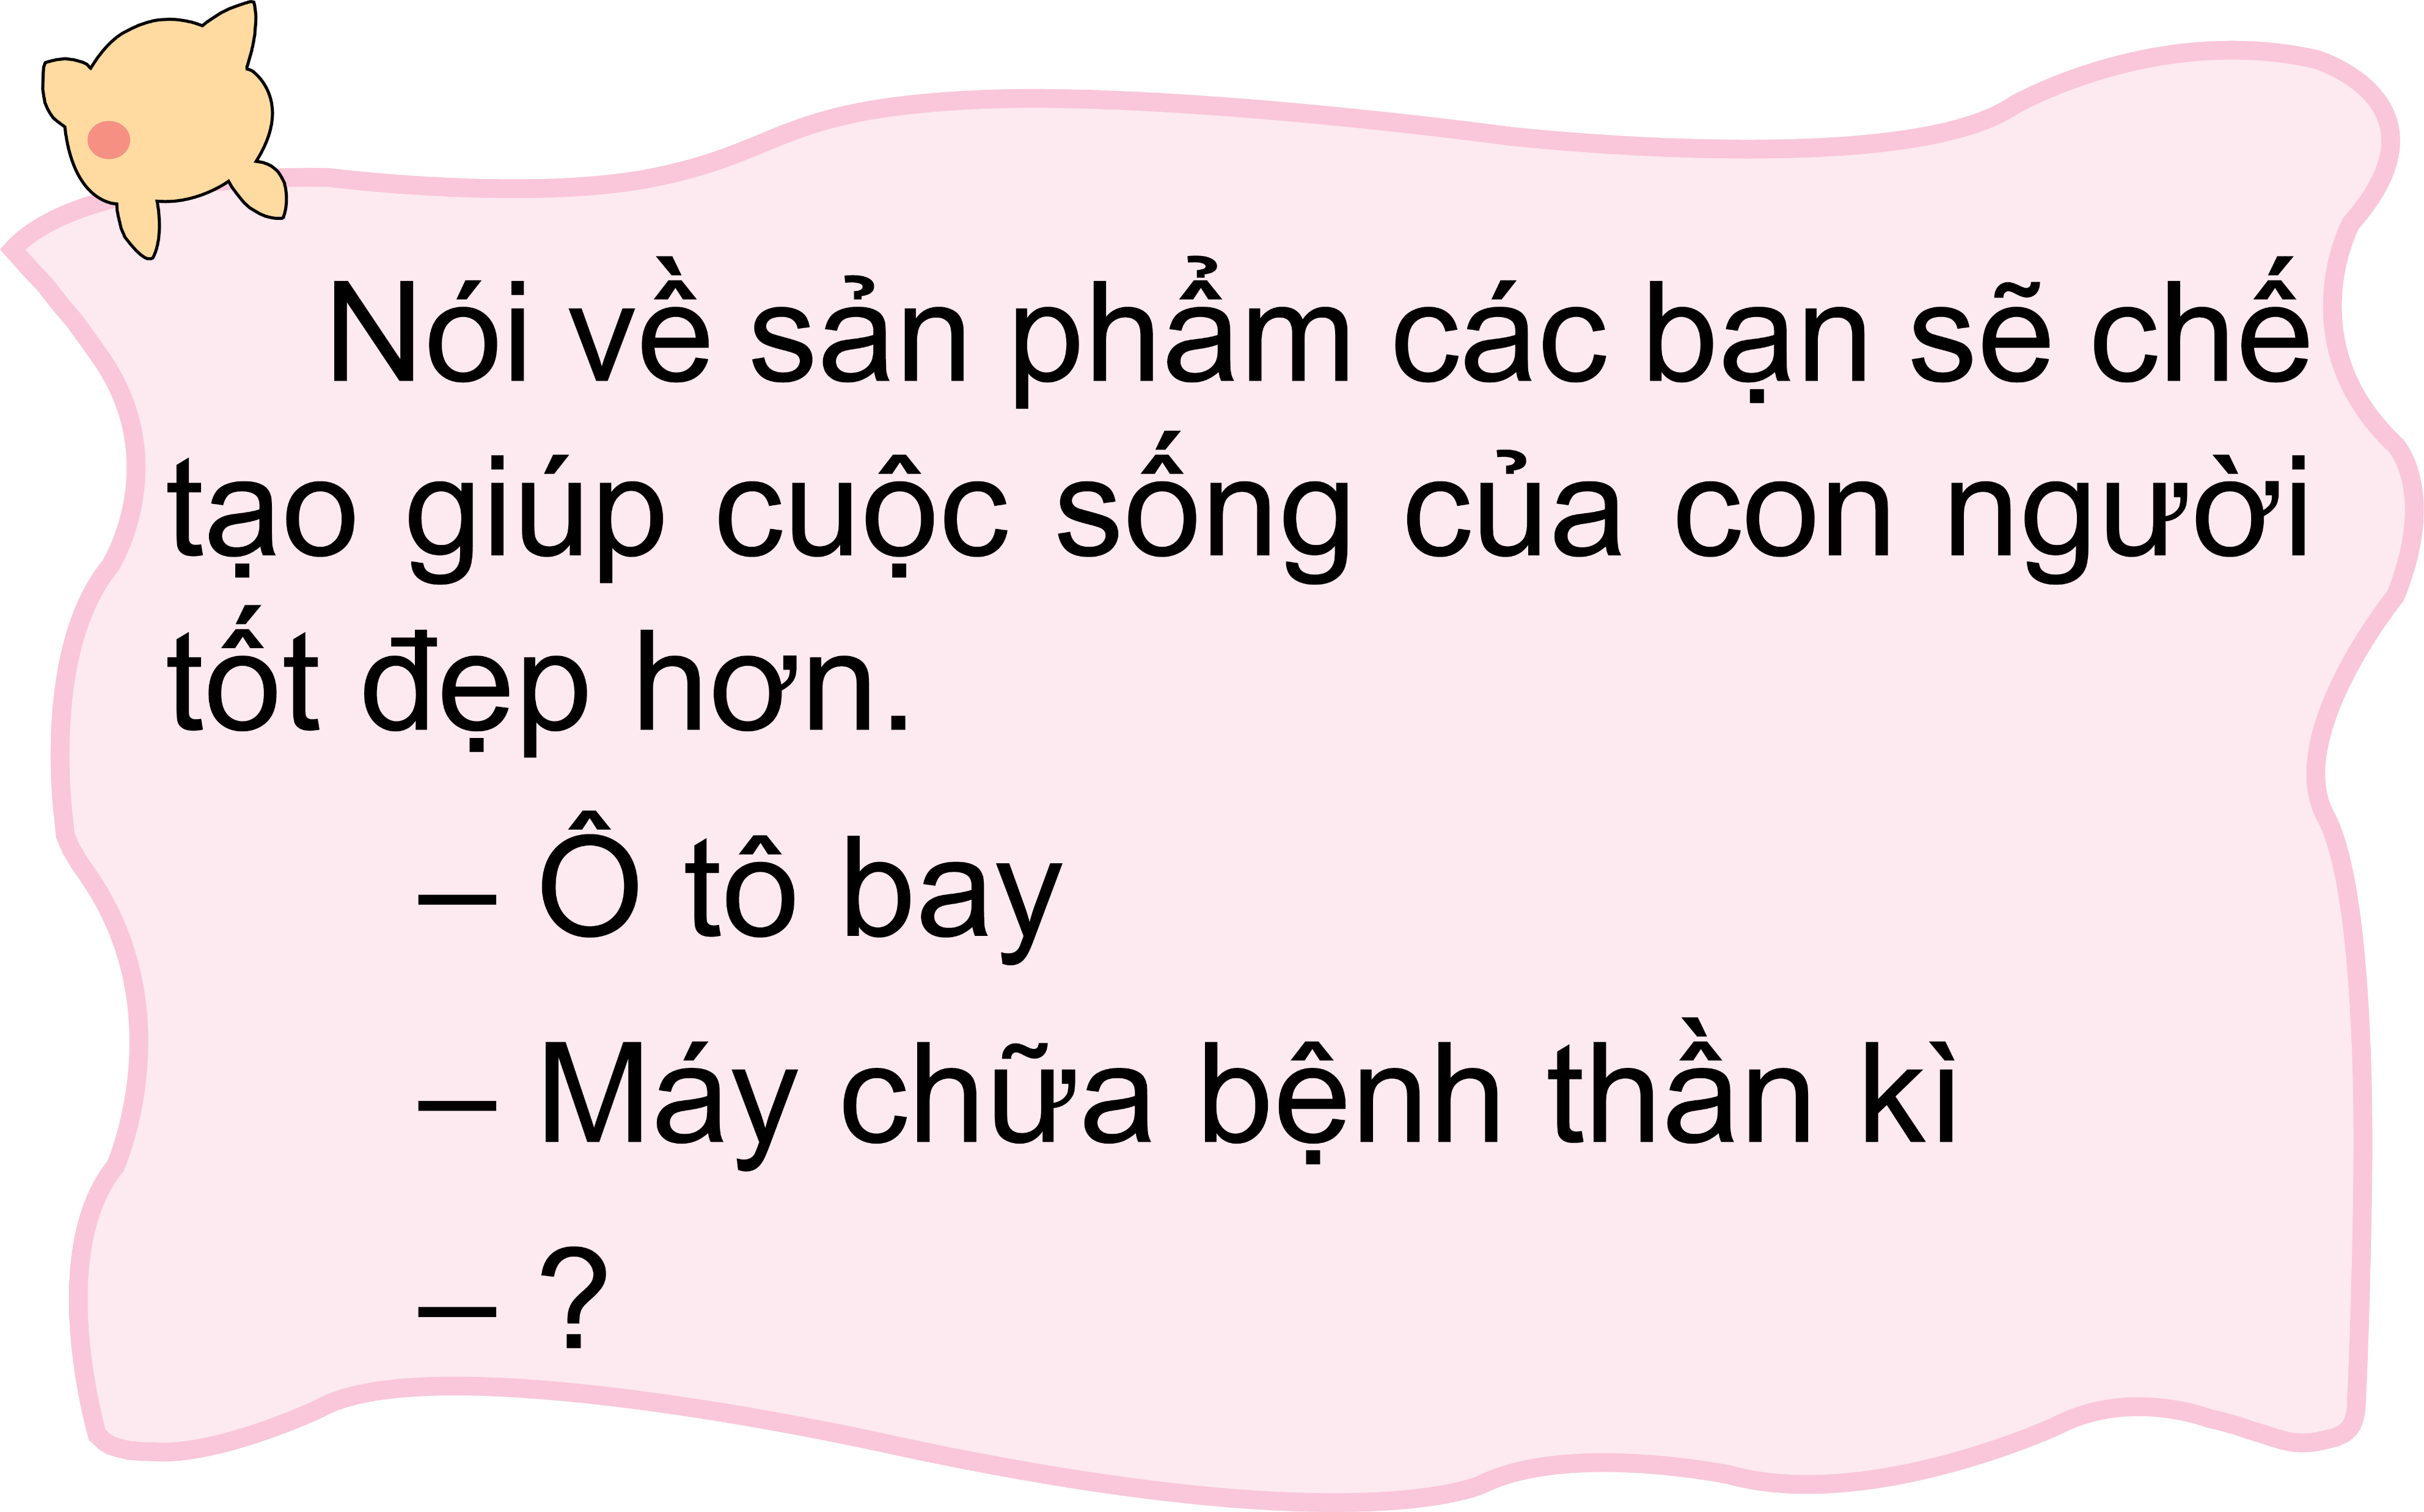 Nói về sản phẩm các bạn sẽ chế
tạo giúp cuộc sống của con người
tốt đẹp hơn.
– Ô tô bay
– Máy chữa bệnh thần kì
– ?